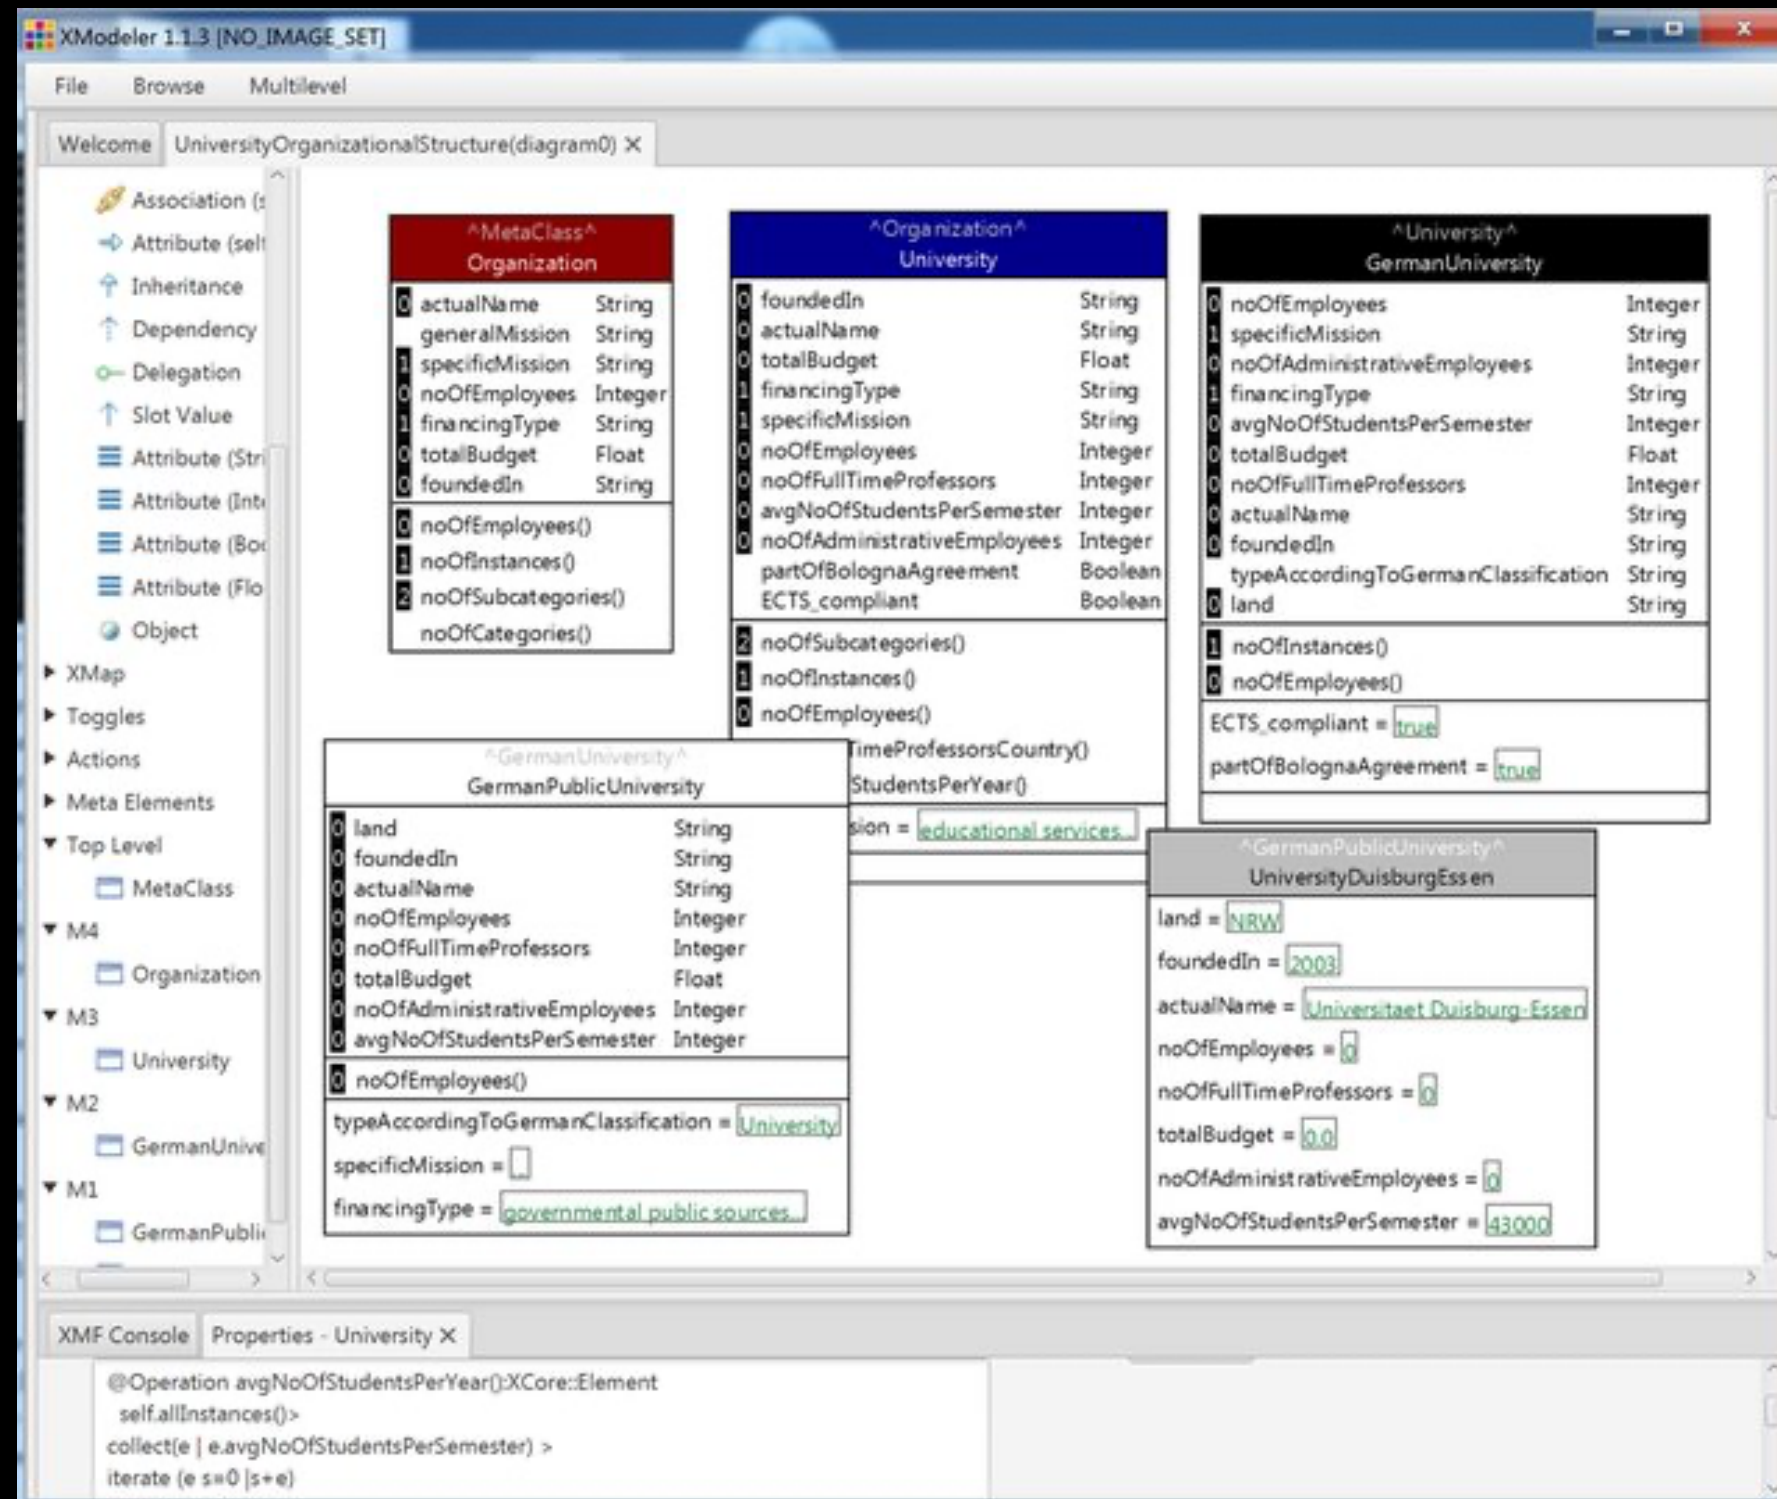 XModeler 1.1.3 [NO_IMAGE_SET]
File Browse Multilevel
Welcome UniversityOrganizationalStructure(diagram0)
Association (s
Attribute (self
Inheritance
Dependency
Delegation
Slot Value
Attribute (Stri
Attribute (Inte
Attribute (Boo
Attribute (Flo
Object
XMap
Toggles
Actions
Meta Elements
Top Level
MetaClass
M4
Organization
M3
University
M2
GermanUnive
M1
GermanPubli
^MetaClass^
Organization
0 actualName String
generalMission String
1 specificMission String
0 noOfEmployees Integer
1 financingType String
0 totalBudget Float
0 foundedIn String
0 noOfEmployees()
1 noOfInstances()
2 noOfSubcategories()
noOfCategories()
^Organization^
University
0 foundedIn String
0 actualName String
0 totalBudget Float
1 financingType String
1 specificMission String
0 noOfEmployees Integer
0 noOfFullTimeProfessors Integer
0 avgNoOfStudentsPerSemester Integer
0 noOfAdministrativeEmployees Integer
partOfBolognaAgreement Boolean
ECTS_compliant Boolean
2 noOfSubcategories()
1 noOfInstances()
0 noOfEmployees()
TimeProfessorsCountry()
StudentsPerYear()
sion = educational services...
^University^
GermanUniversity
0 noOfEmployees Integer
1 specificMission String
0 noOfAdministrativeEmployees Integer
1 financingType String
0 avgNoOfStudentsPerSemester Integer
0 totalBudget Float
0 noOfFullTimeProfessors Integer
0 actualName String
0 foundedIn String
typeAccordingToGermanClassification String
0 land String
1 noOfInstances()
0 noOfEmployees()
ECTS_compliant = true
partOfBolognaAgreement = true
^GermanUniversity^
GermanPublicUniversity
0 land String
0 foundedIn String
0 actualName String
0 noOfEmployees Integer
0 noOfFullTimeProfessors Integer
0 totalBudget Float
0 noOfAdministrativeEmployees Integer
0 avgNoOfStudentsPerSemester Integer
0 noOfEmployees()
typeAccordingToGermanClassification = University
specificMission =
financingType = governmental public sources...
^GermanPublicUniversity^
UniversityDuisburgEssen
land = NRW
foundedIn = 2003
actualName = Universitaet Duisburg-Essen
noOfEmployees = 0
noOfFullTimeProfessors = 0
totalBudget = 0.0
noOfAdministrativeEmployees = 0
avgNoOfStudentsPerSemester = 43000
XMF Console Properties - University
@Operation avgNoOfStudentsPerYear():XCore::Element
self.allInstances()>
collect(e | e.avgNoOfStudentsPerSemester) >
iterate (e s=0 |s+e)